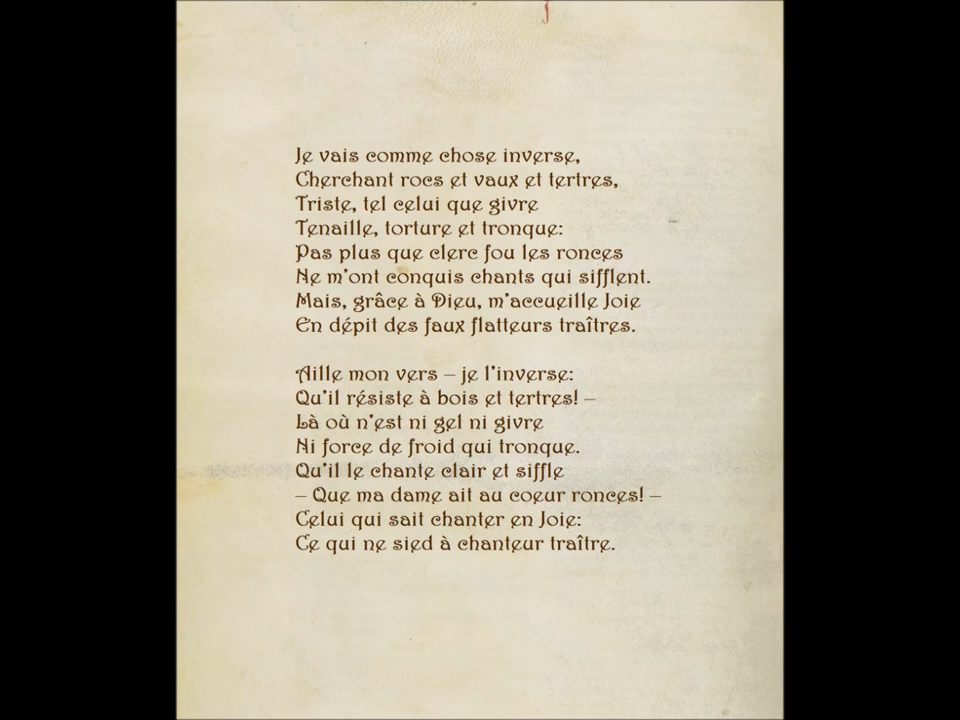 Je vais comme chose inverse,
Cherchant rocs et vaux et tertres,
Triste, tel celui que givre
Tenaille, torture et tronque:
Pas plus que clerc fou les ronces
Ne m'ont conquis chants qui sifflent.
Mais, grâce à Dieu, m'accueille Joie
En dépit des faux flatteurs traîtres.

Aille mon vers – je l'inverse:
Qu'il résiste à bois et tertres! –
Là où n'est ni gel ni givre
Ni force de froid qui tronque.
Qu'il le chante clair et siffle
– Que ma dame ait au coeur ronces! –
Celui qui sait chanter en Joie:
Ce qui ne sied à chanteur traître.